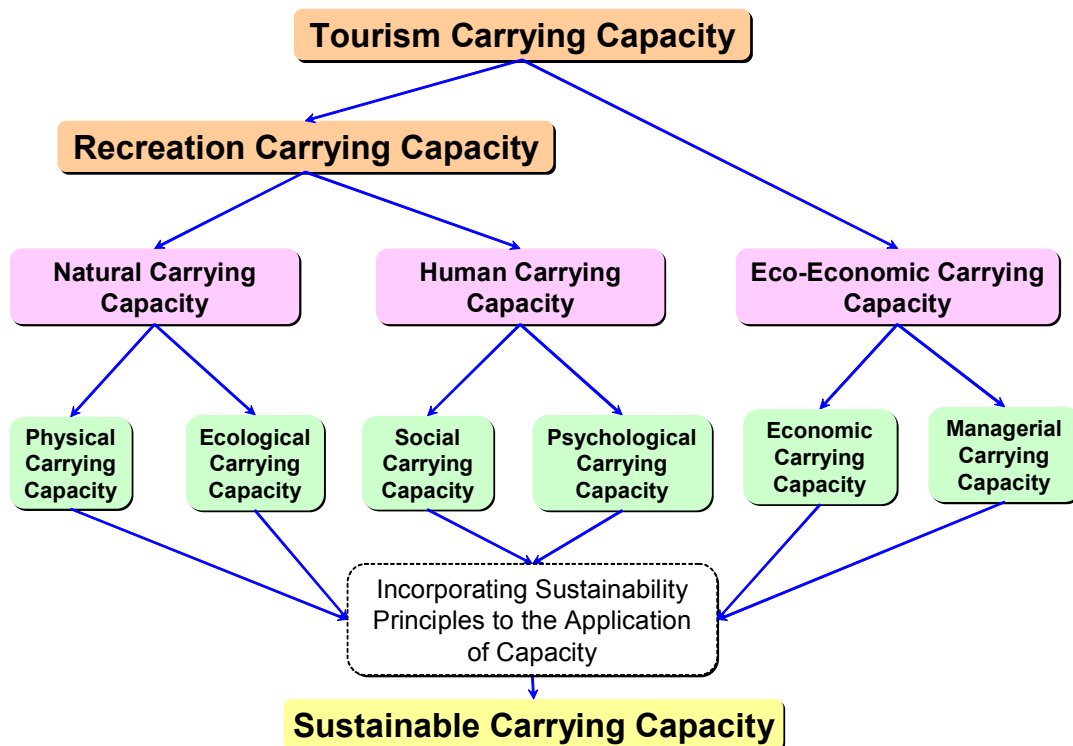 Tourism Carrying Capacity
Recreation Carrying Capacity
Natural Carrying
Capacity
Human Carrying
Capacity
Eco-Economic Carrying
Capacity
Physical
Carrying
Capacity
Ecological
Carrying
Capacity
Social
Carrying
Capacity
Psychological
Carrying
Capacity
Economic
Carrying
Capacity
Managerial
Carrying
Capacity
Incorporating Sustainability
Principles to the Application
of Capacity
Sustainable Carrying Capacity